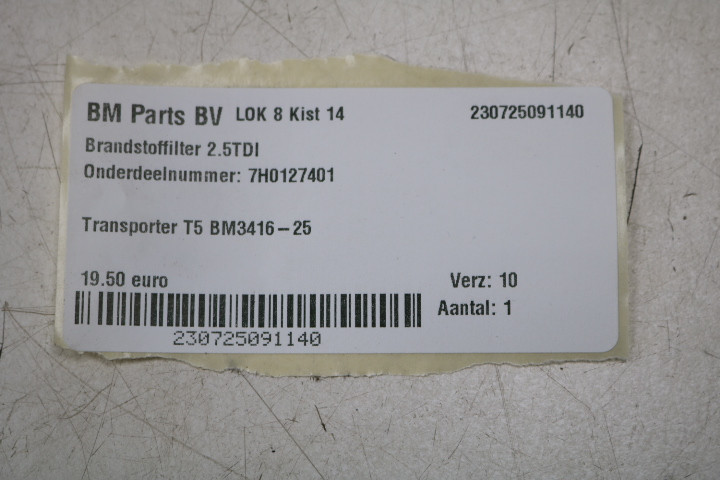 BM Parts BV LOK 8 Kist 14 230725091140
Brandstoffilter 2.5TDI
Onderdeelnummer: 7H0127401
Transporter T5 BM3416-25
19.50 euro Verz: 10
Aantal: 1
230725091140